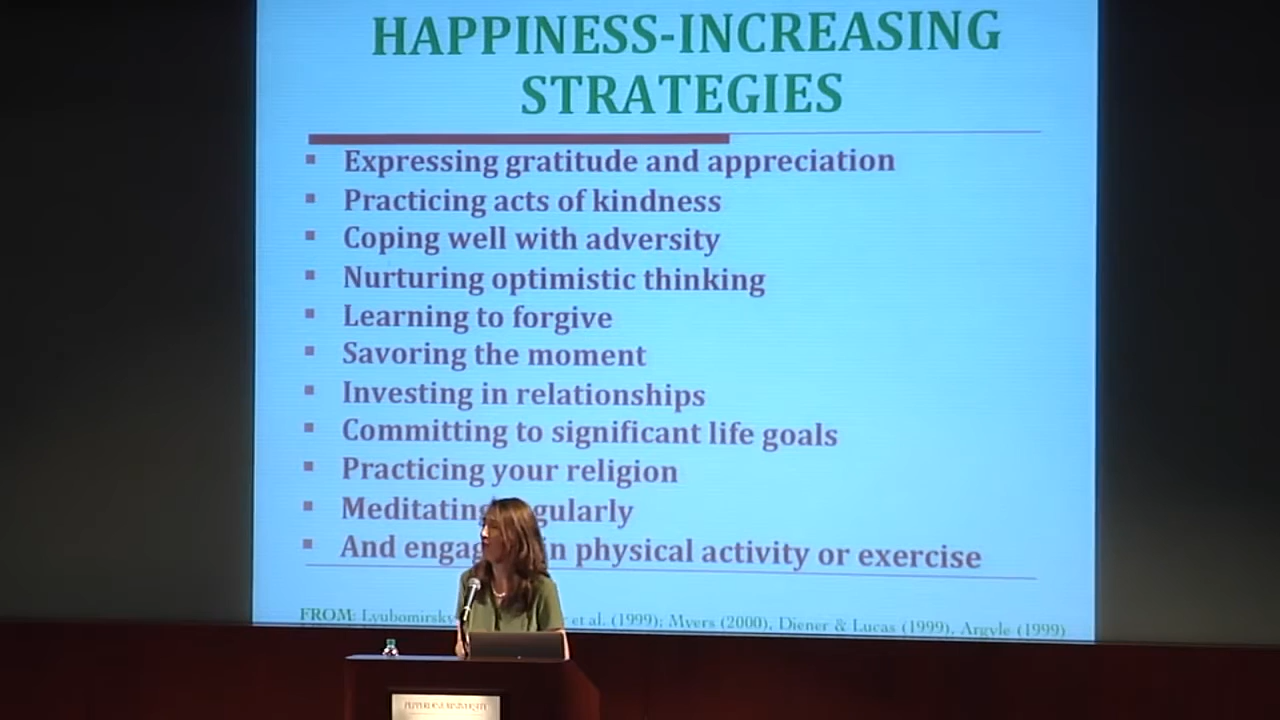 HAPPINESS-INCREASING
STRATEGIES
▪ Expressing gratitude and appreciation
▪ Practicing acts of kindness
▪ Coping well with adversity
▪ Nurturing optimistic thinking
▪ Learning to forgive
▪ Savoring the moment
▪ Investing in relationships
▪ Committing to significant life goals
▪ Practicing your religion
▪ Meditating gularly
▪ And engag in physical activity or exercise
FROM: Lyubomirsky et al. (1999); Myers (2000), Diener & Lucas (1999), Argyle (1999)